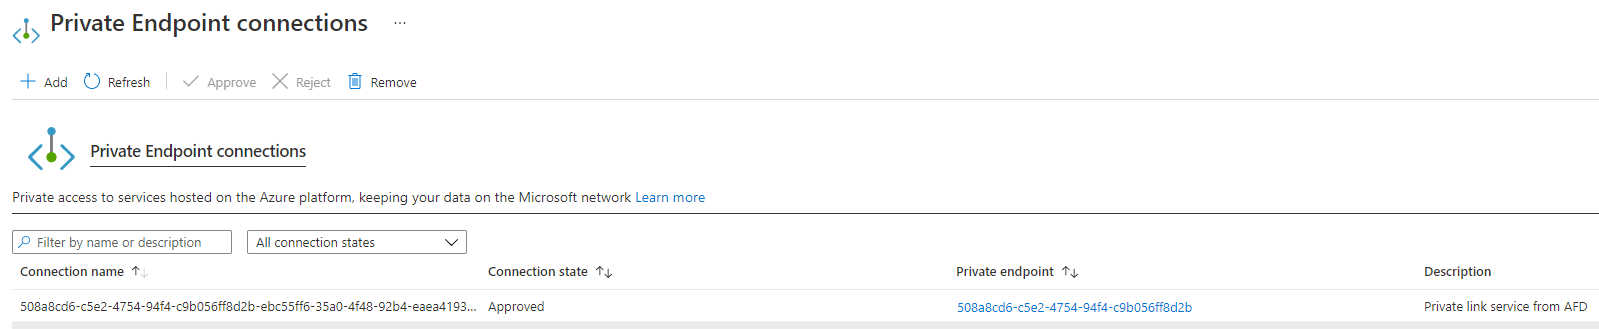 Private Endpoint connections ...
Add Refresh Approve Reject Remove
Private Endpoint connections
Private access to services hosted on the Azure platform, keeping your data on the Microsoft network Learn more
Filter by name or description All connection states
Connection name Connection state Private endpoint Description
508a8cd6-c5e2-4754-94f4-c9b056ff8d2b-ebc55ff6-35a0-4f48-92b4-eaea4193... Approved 508a8cd6-c5e2-4754-94f4-c9b056ff8d2b Private link service from AFD